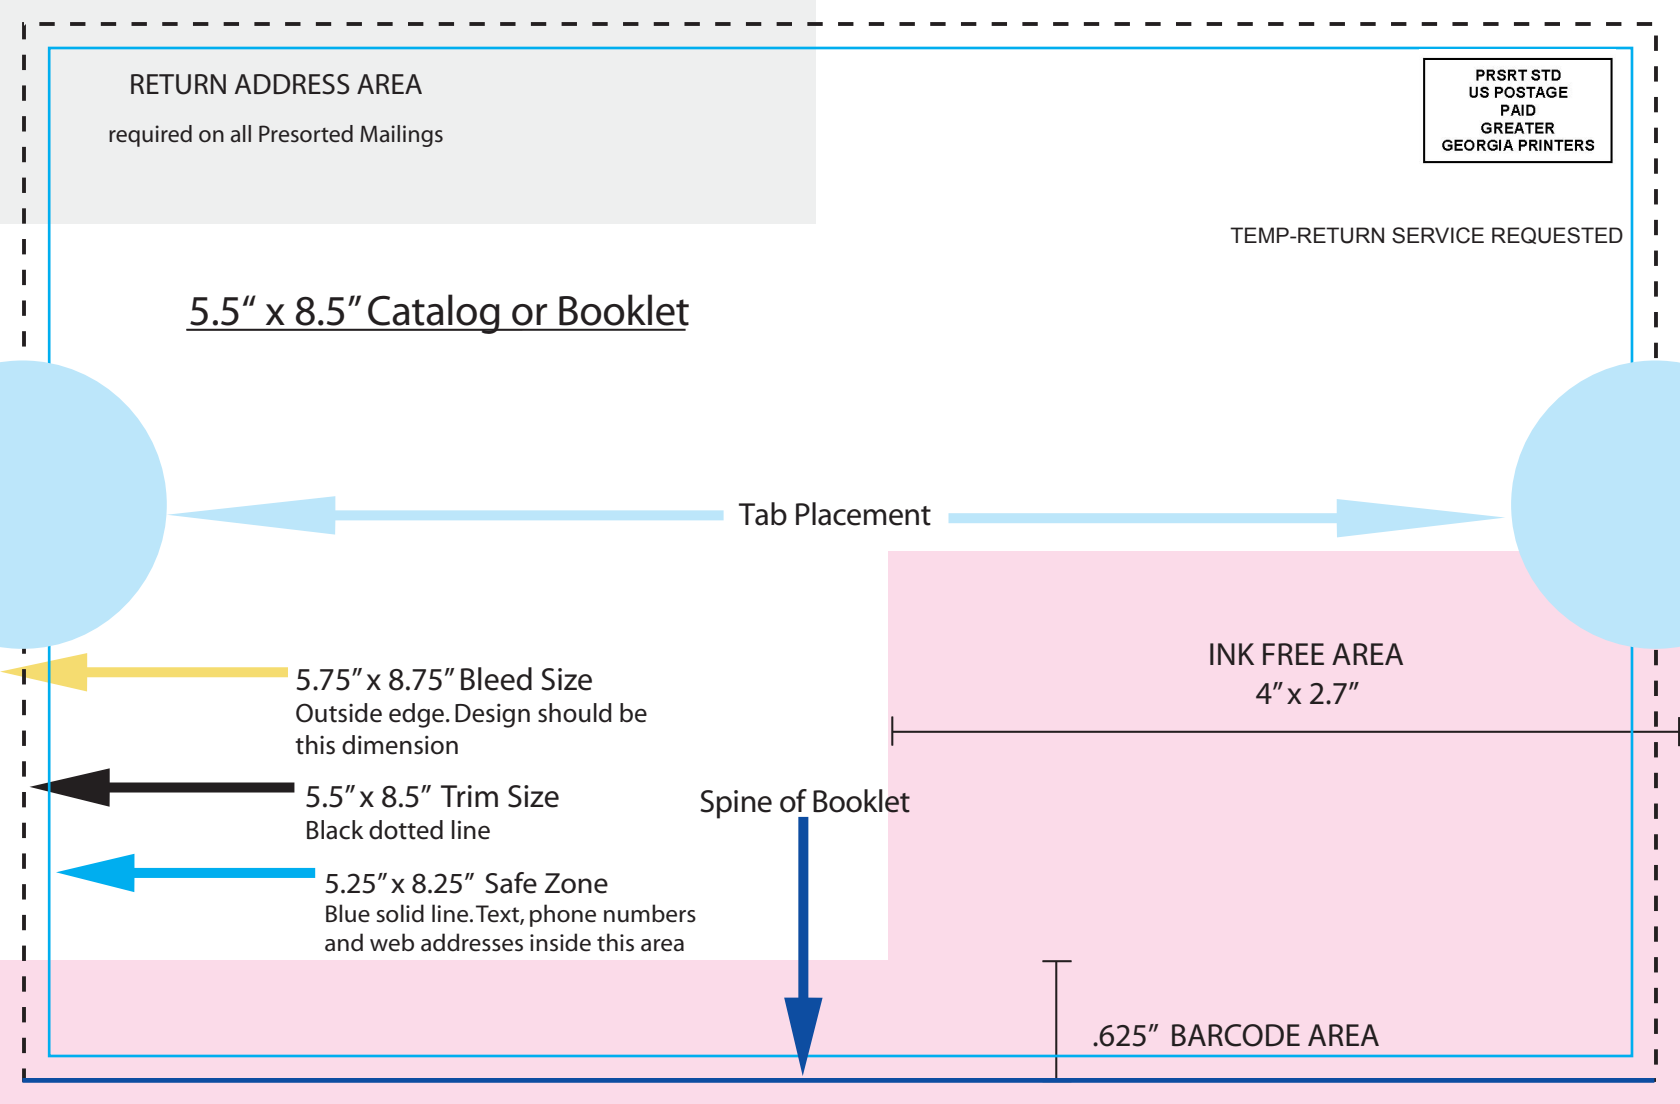 RETURN ADDRESS AREA
required on all Presorted Mailings
PRSRT STD
US POSTAGE
PAID
GREATER
GEORGIA PRINTERS
TEMP-RETURN SERVICE REQUESTED
5.5“ x 8.5” Catalog or Booklet
Tab Placement
INK FREE AREA
4” x 2.7”
5.75” x 8.75” Bleed Size
Outside edge. Design should be
this dimension
5.5” x 8.5” Trim Size
Black dotted line
Spine of Booklet
5.25” x 8.25” Safe Zone
Blue solid line. Text, phone numbers
and web addresses inside this area
.625” BARCODE AREA